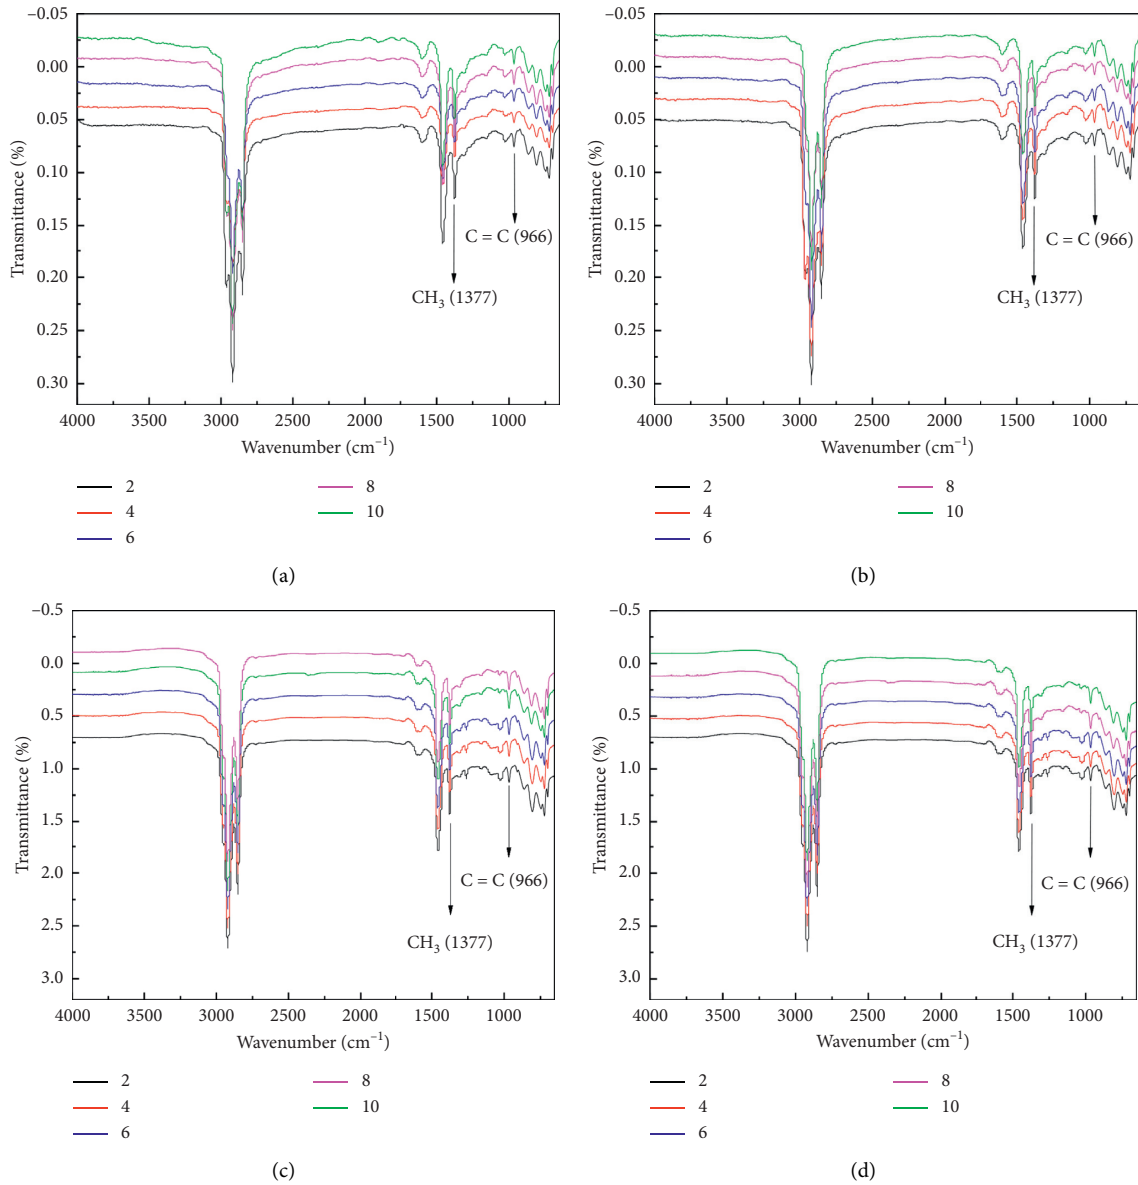 −0.05
0.00
0.05
0.10
0.15
0.20
0.25
0.30
Transmittance (%)
C = C (966)
CH₃ (1377)
4000 3500 3000 2500 2000 1500 1000
Wavenumber (cm⁻¹)
2 8
4 10
6
(a)
−0.05
0.00
0.05
0.10
0.15
0.20
0.25
0.30
Transmittance (%)
C = C (966)
CH₃ (1377)
4000 3500 3000 2500 2000 1500 1000
Wavenumber (cm⁻¹)
2 8
4 10
6
(b)
−0.5
0.0
0.5
1.0
1.5
2.0
2.5
3.0
Transmittance (%)
C = C (966)
CH₃ (1377)
4000 3500 3000 2500 2000 1500 1000
Wavenumber (cm⁻¹)
2 8
4 10
6
(c)
−0.5
0.0
0.5
1.0
1.5
2.0
2.5
3.0
Transmittance (%)
C = C (966)
CH₃ (1377)
4000 3500 3000 2500 2000 1500 1000
Wavenumber (cm⁻¹)
2 8
4 10
6
(d)